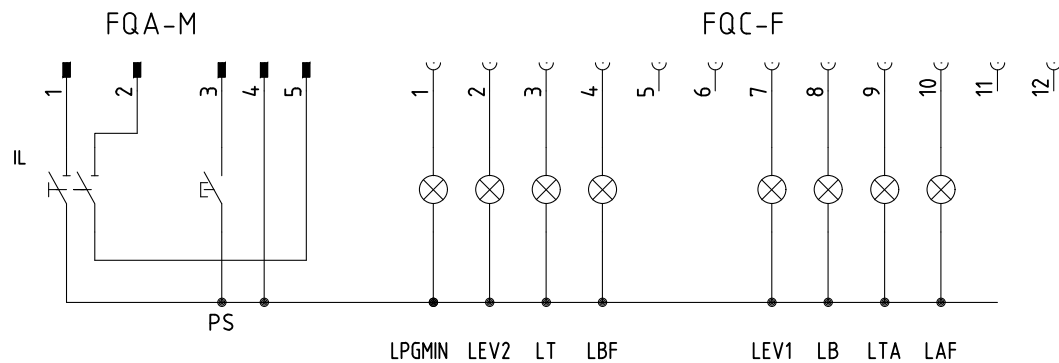 FQA-M FQC-F
1 2 3 4 5 1 2 3 4 5 6 7 8 9 10 11 12
IL
PS
LPGMIN LEV2 LT LBF LEV1 LB LTA LAF